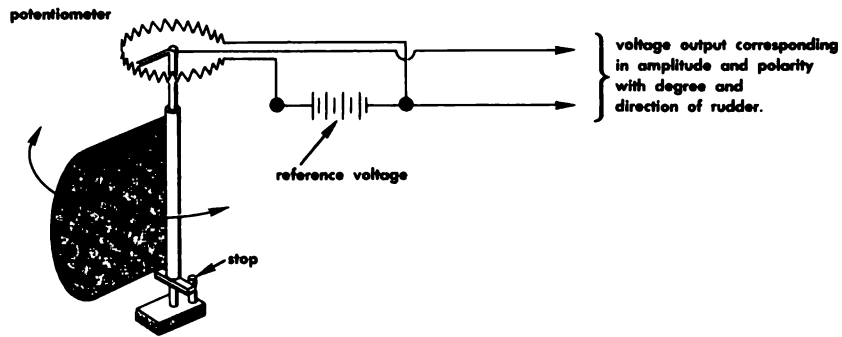 potentiometer
voltage output corresponding
in amplitude and polarity
with degree and
direction of rudder.
reference voltage
stop